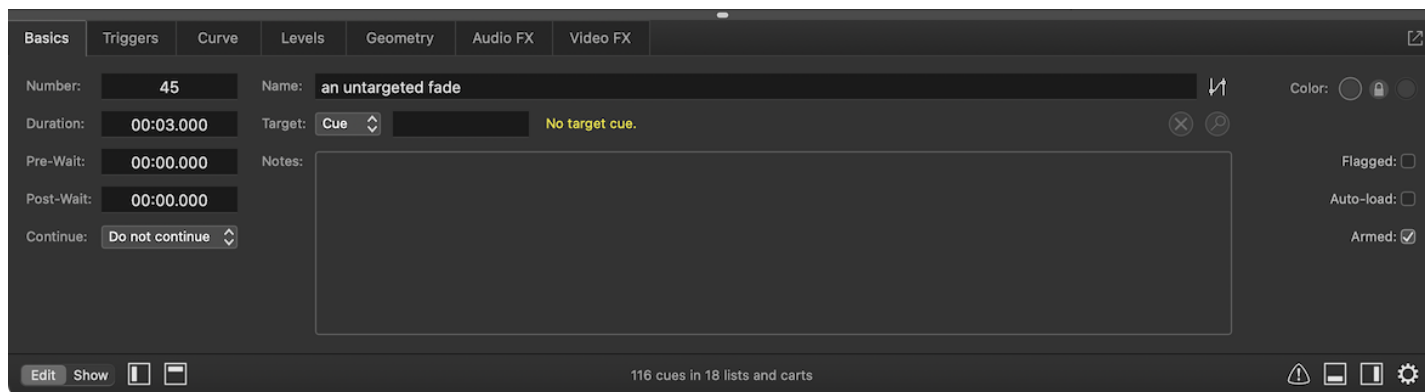 Basics Triggers Curve Levels Geometry Audio FX Video FX
Number: 45 Name: an untargeted fade Color:
Duration: 00:03.000 Target: Cue No target cue.
Pre-Wait: 00:00.000 Notes: Flagged:
Post-Wait: 00:00.000 Auto-load:
Continue: Do not continue Armed:
Edit Show 116 cues in 18 lists and carts